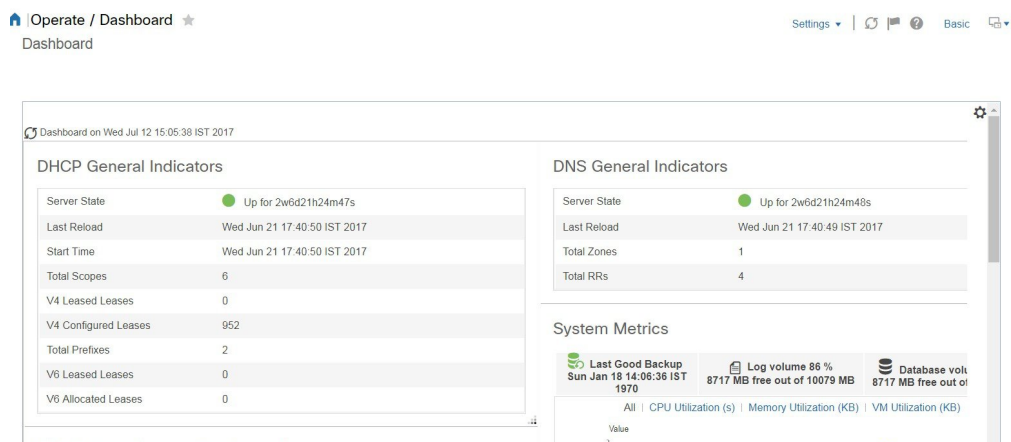 Operate / Dashboard
Settings
Basic
Dashboard
Dashboard on Wed Jul 12 15:05:38 IST 2017
DHCP General Indicators
Server State Up for 2w6d21h24m47s
Last Reload Wed Jun 21 17:40:50 IST 2017
Start Time Wed Jun 21 17:40:50 IST 2017
Total Scopes 6
V4 Leased Leases 0
V4 Configured Leases 952
Total Prefixes 2
V6 Leased Leases 0
V6 Allocated Leases 0
DNS General Indicators
Server State Up for 2w6d21h24m48s
Last Reload Wed Jun 21 17:40:49 IST 2017
Total Zones 1
Total RRs 4
System Metrics
Last Good Backup
Sun Jan 18 14:06:36 IST
1970
Log volume 86 %
8717 MB free out of 10079 MB
Database volu
8717 MB free out of
All | CPU Utilization (s) | Memory Utilization (KB) | VM Utilization (KB)
Value